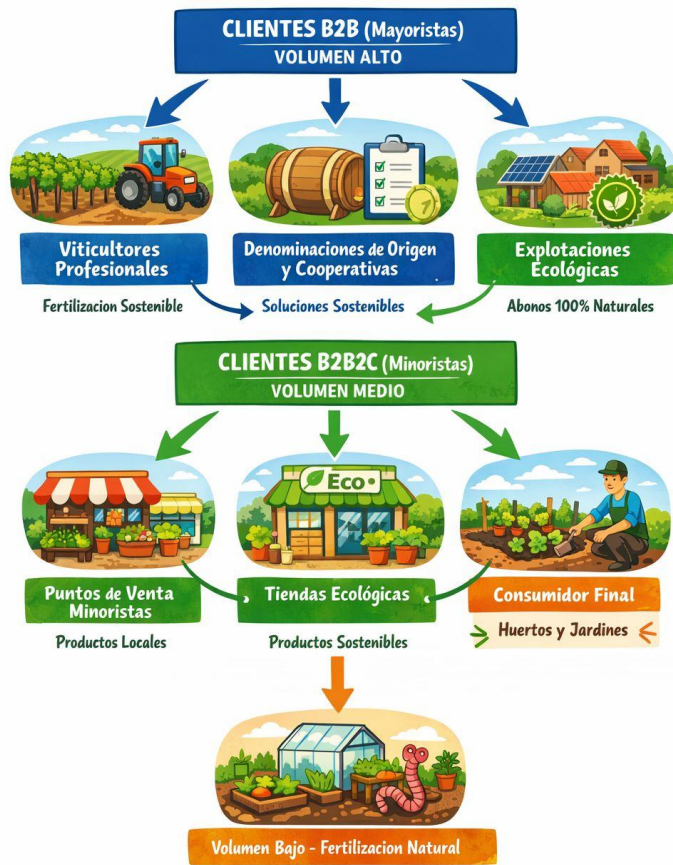 CLIENTES B2B (Mayoristas)
VOLUMEN ALTO
Viticultores
Profesionales
Denominaciones de Origen
y Cooperativas
Explotaciones
Ecológicas
Fertilizacion Sostenible
Soluciones Sostenibles
Abonos 100% Naturales
CLIENTES B2B2C (Minoristas)
VOLUMEN MEDIO
Eco
Puntos de Venta
Minoristas
Tiendas Ecológicas
Consumidor Final
Productos Locales
Productos Sostenibles
Huertos y Jardines
Volumen Bajo - Fertilizacion Natural